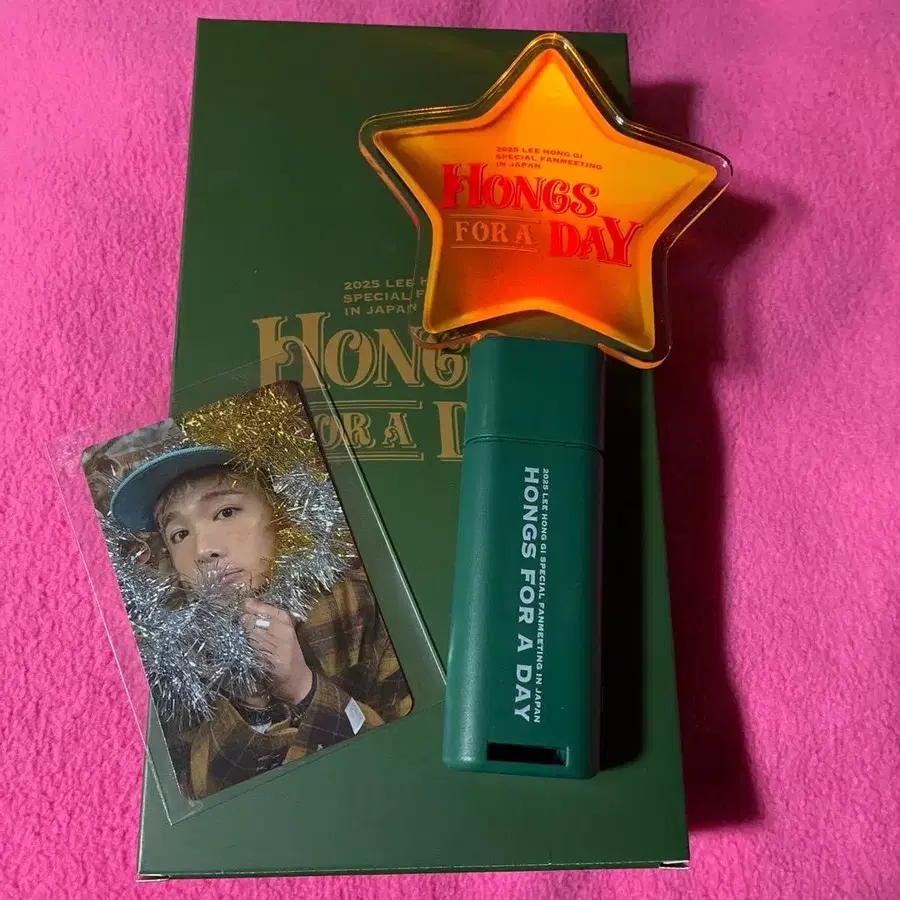 2025 LEE HONG GI
SPECIAL FANMEETING
IN JAPAN
HONGS
FOR A DAY
2025 LEE H
SPECIAL F
IN JAPAN
HONG
FOR A D
2025 LEE HONG GI SPECIAL FANMEETING IN JAPAN
HONGS FOR A DAY